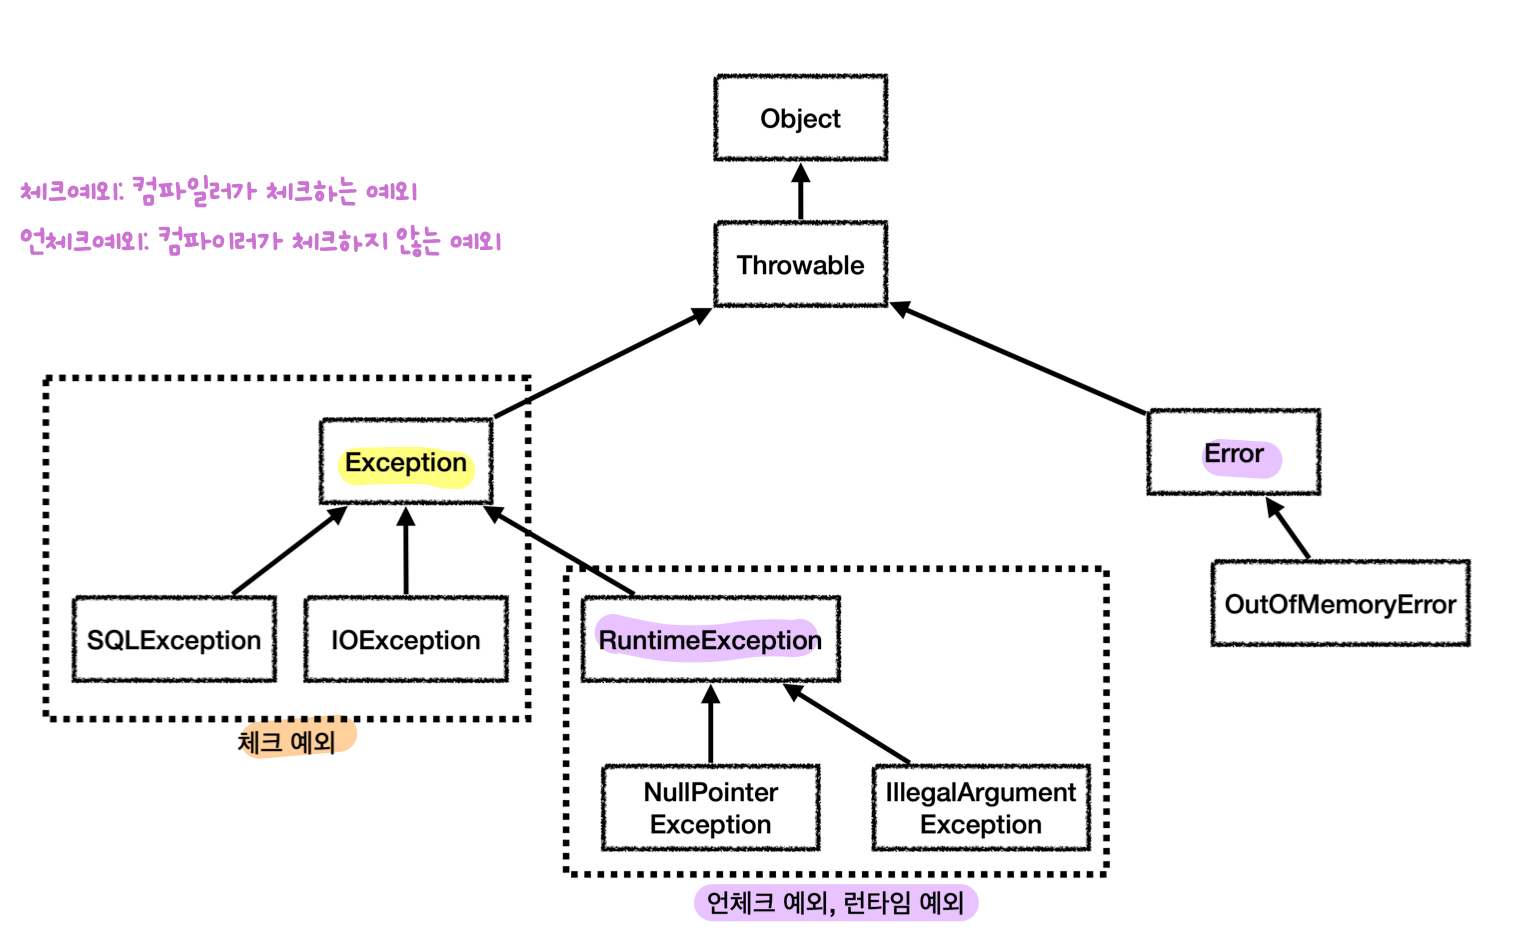 Object
체크예외: 컴파일러가 체크하는 예외
언체크예외: 컴파이러가 체크하지 않는 예외
Throwable
Exception
Error
SQLException
IOException
RuntimeException
OutOfMemoryError
체크 예외
NullPointer
Exception
IllegalArgument
Exception
언체크 예외, 런타임 예외